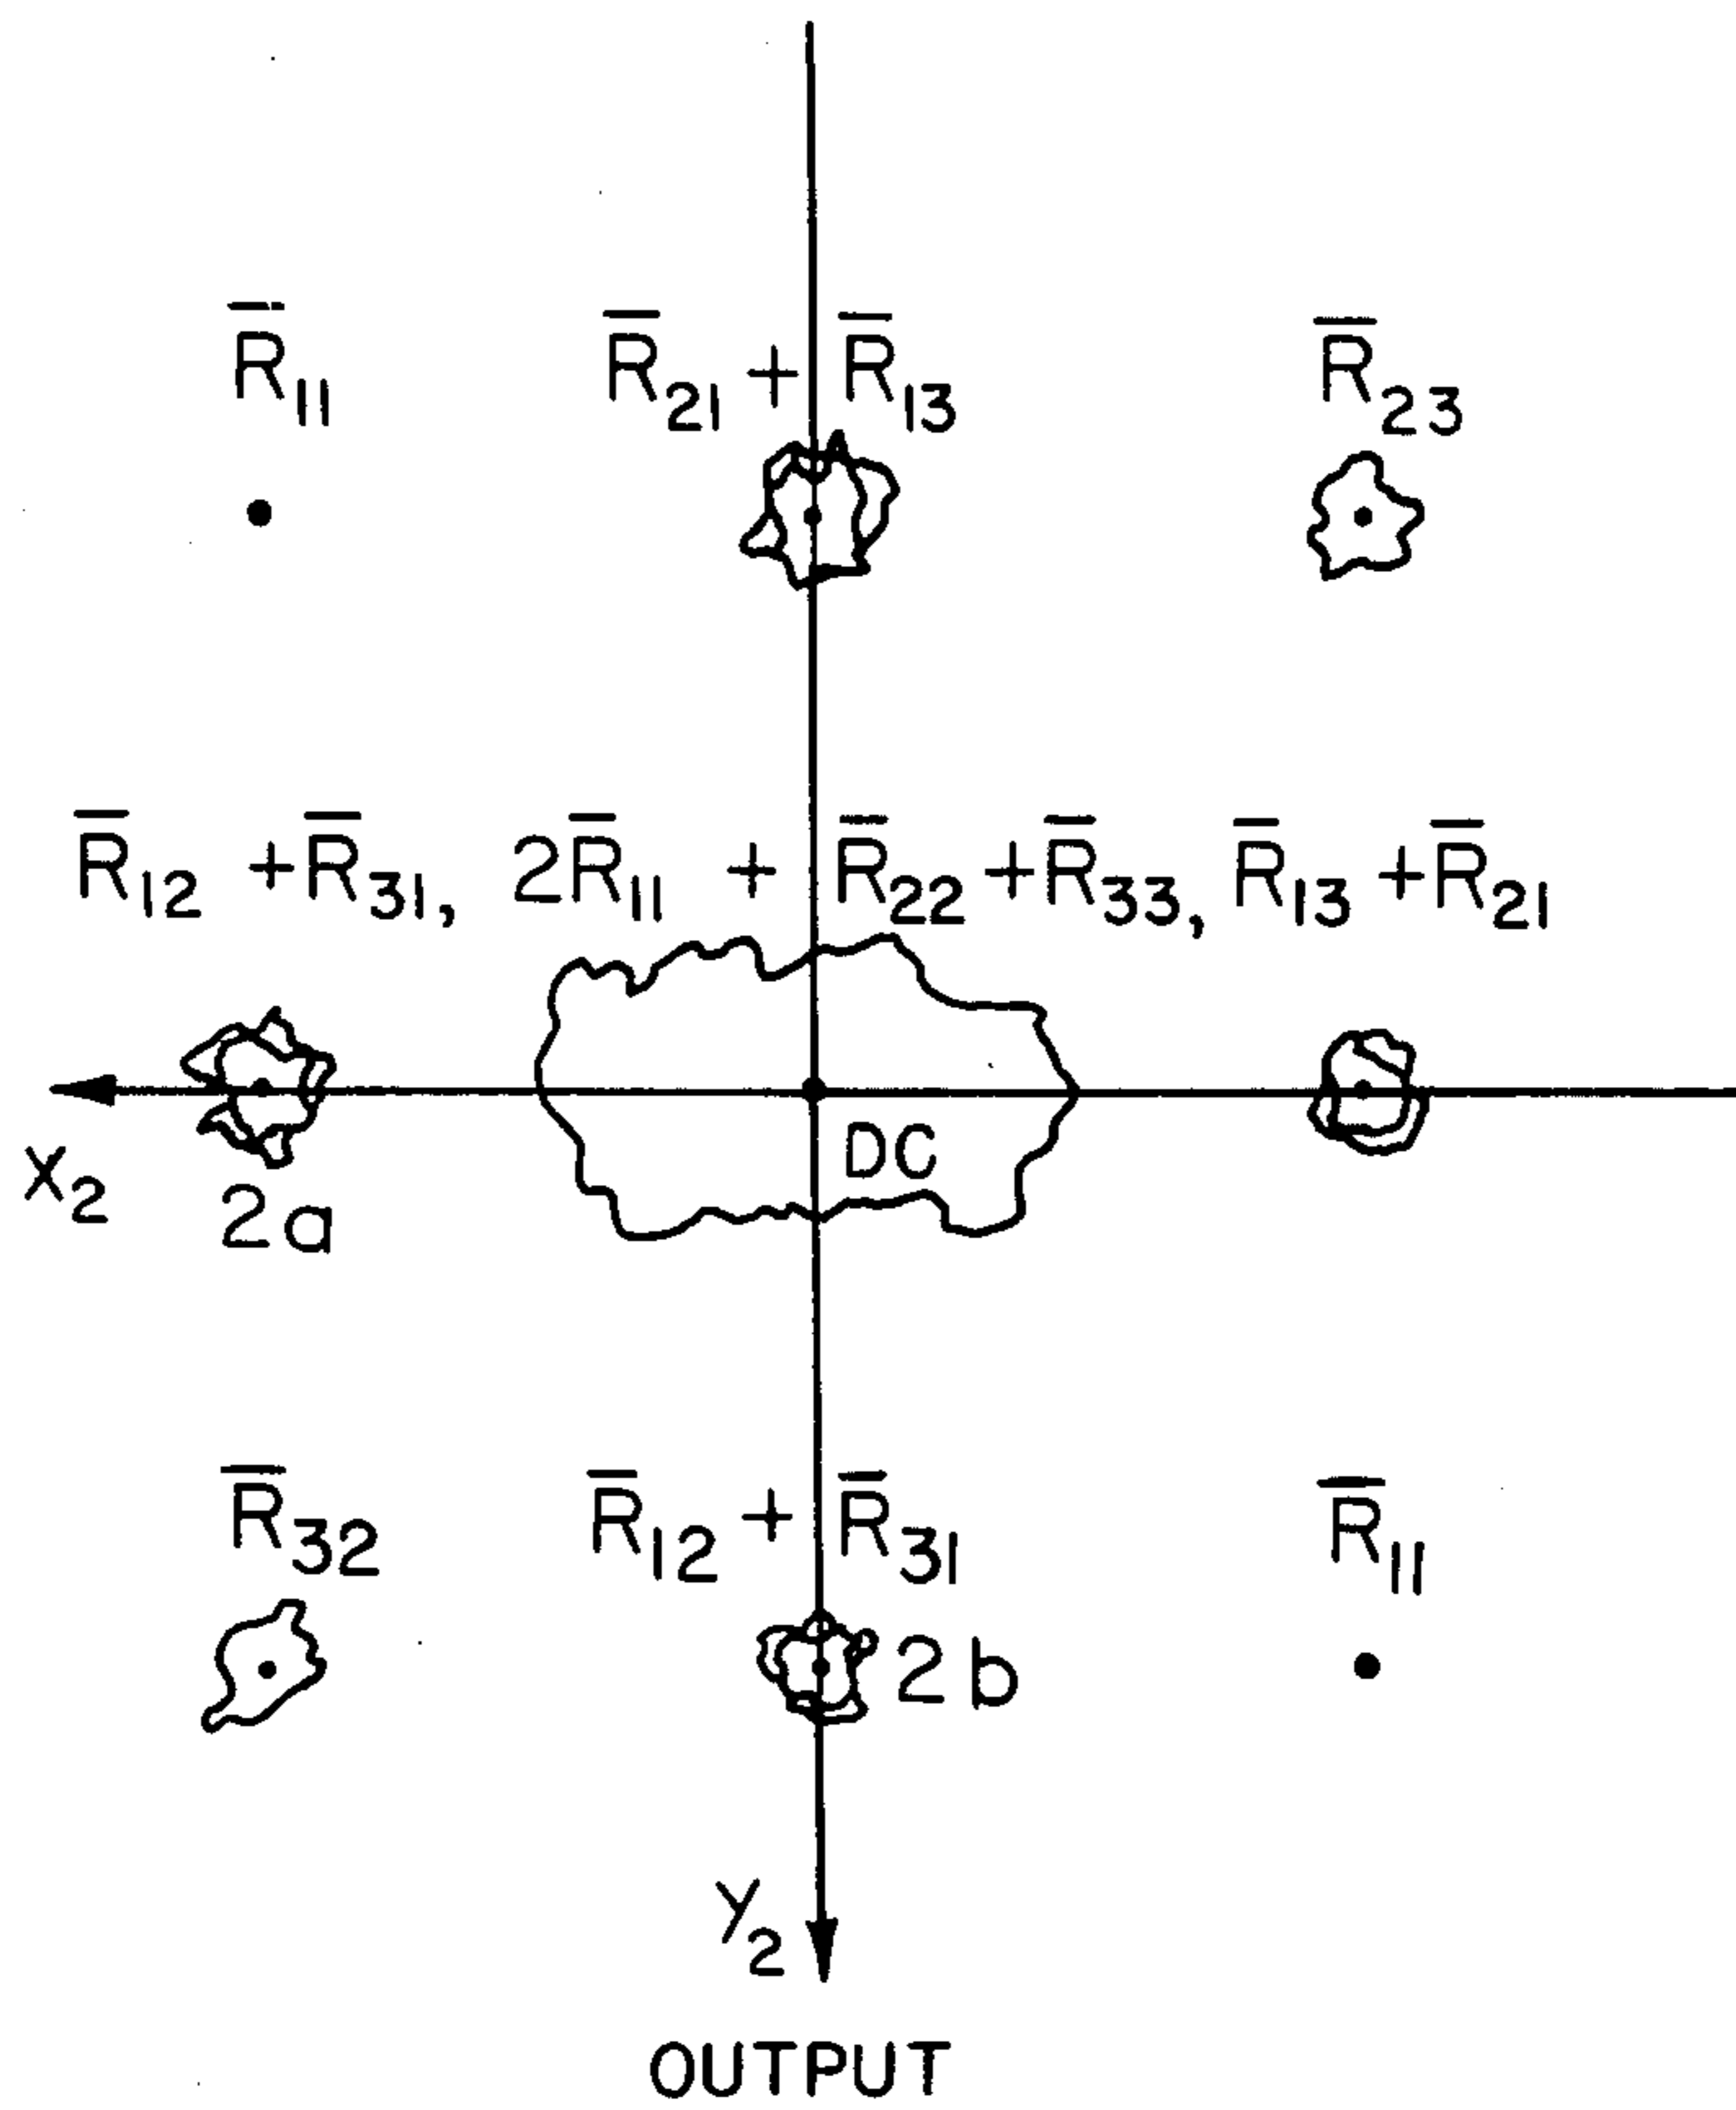 R̅₁₁ R̅₂₁ + R̅₁₃ R̅₂₃
R̅₁₂ + R̅₃₁, 2R̅₁₁ + R̅₂₂ + R̅₃₃, R̅₁₃ + R̅₂₁
DC
X₂
2a
R̅₃₂ R̅₁₂ + R̅₃₁ R̅₁₁
2b
Y₂
OUTPUT